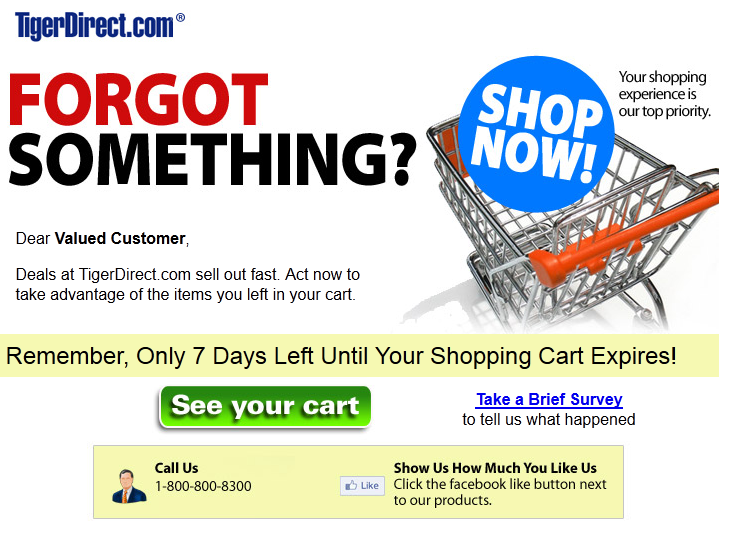 TigerDirect.com®
FORGOT
SOMETHING?
SHOP
NOW!
Your shopping
experience is
our top priority.
Dear Valued Customer,
Deals at TigerDirect.com sell out fast. Act now to
take advantage of the items you left in your cart.
Remember, Only 7 Days Left Until Your Shopping Cart Expires!
See your cart
Take a Brief Survey
to tell us what happened
Call Us
1-800-800-8300
Like
Show Us How Much You Like Us
Click the facebook like button next
to our products.